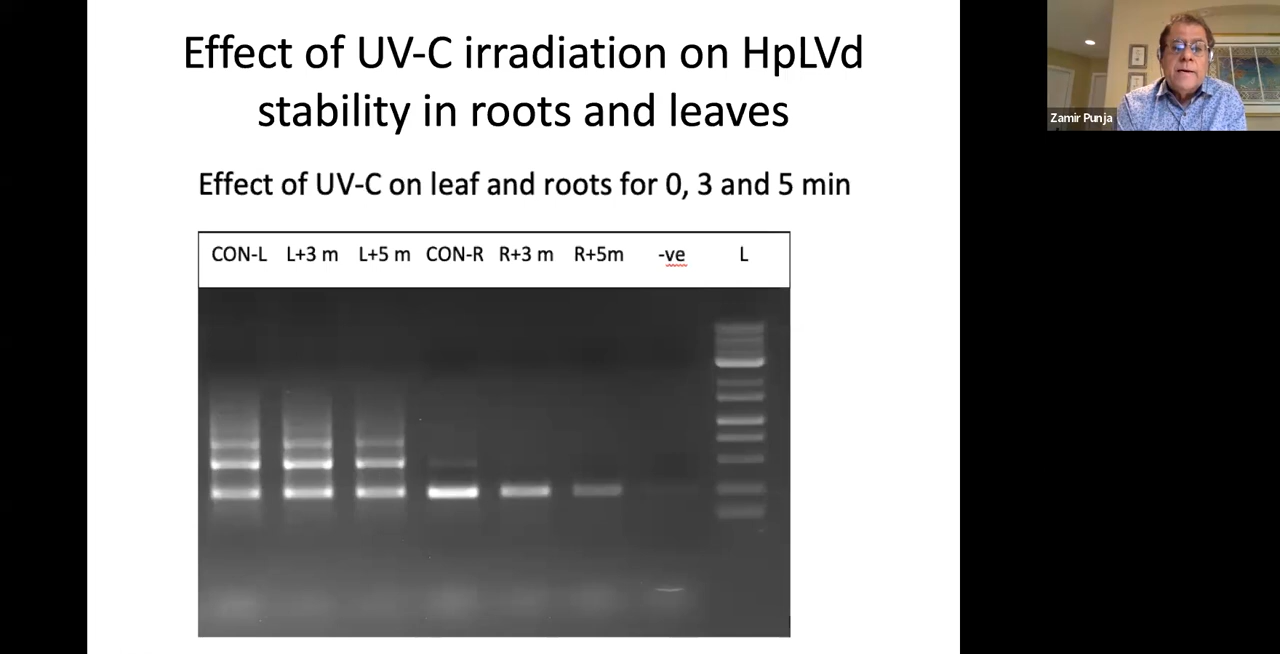 Effect of UV-C irradiation on HpLVd
stability in roots and leaves
Effect of UV-C on leaf and roots for 0, 3 and 5 min
CON-L L+3 m L+5 m CON-R R+3 m R+5m -ve L
Zamir Punja